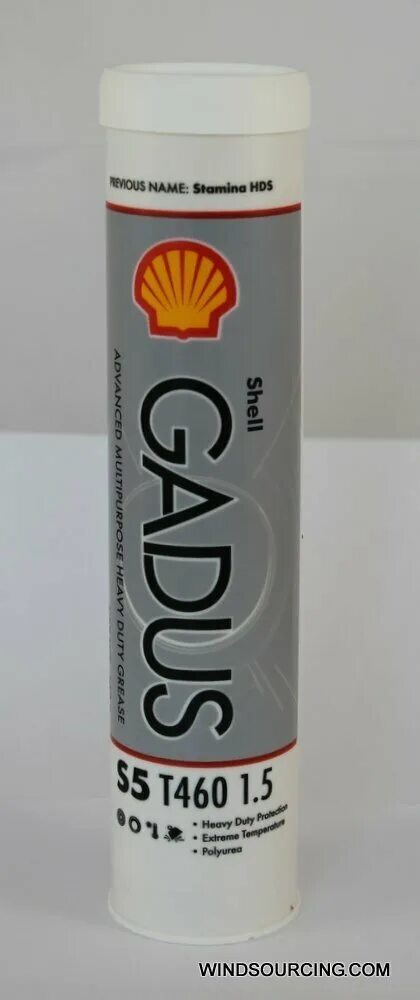 PREVIOUS NAME: Stamina HDS
Shell
GADUS
ADVANCED MULTIPURPOSE HEAVY DUTY GREASE
S5 T460 1.5
• Heavy Duty Protection
• Extreme Temperature
• Polyurea
WINDSOURCING.COM